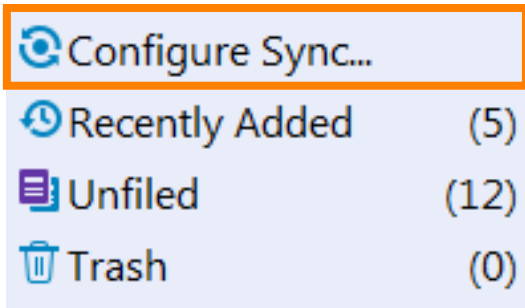 Configure Sync...
Recently Added (5)
Unfiled (12)
Trash (0)